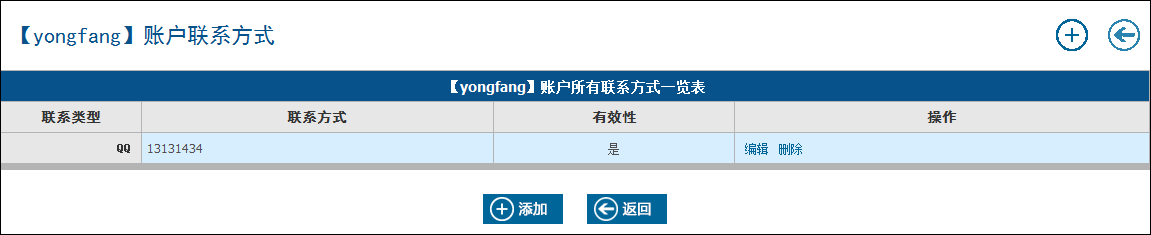 【yongfang】账户联系方式
【yongfang】账户所有联系方式一览表
联系类型 联系方式 有效性 操作
QQ 13131434 是 编辑 删除
添加 返回